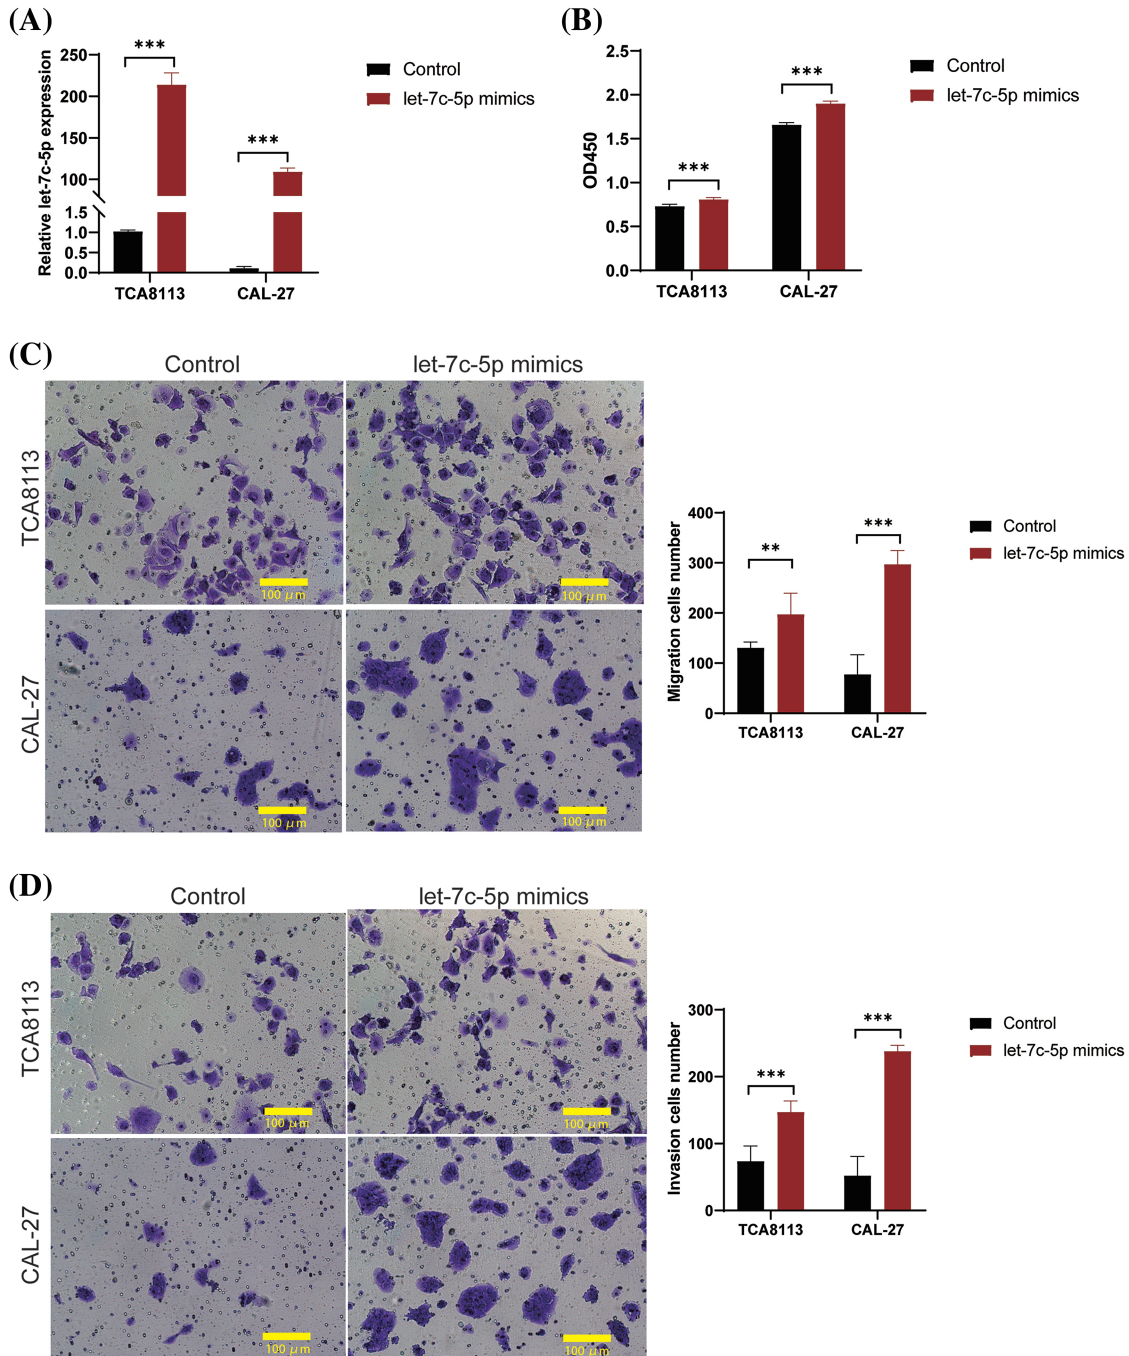 (A)
***
***
250
200
150
100
1.5
1.0
0.5
0.0
Relative let-7c-5p expression
TCA8113
CAL-27
Control
let-7c-5p mimics
(B)
***
***
2.5
2.0
1.5
1.0
0.5
0.0
OD450
TCA8113
CAL-27
Control
let-7c-5p mimics
(C)
Control
let-7c-5p mimics
TCA8113
CAL-27
100 μm
100 μm
100 μm
100 μm
400
300
200
100
0
Migration cells number
**
***
TCA8113
CAL-27
Control
let-7c-5p mimics
(D)
Control
let-7c-5p mimics
TCA8113
CAL-27
100 μm
100 μm
100 μm
100 μm
300
200
100
0
Invasion cells number
***
***
TCA8113
CAL-27
Control
let-7c-5p mimics